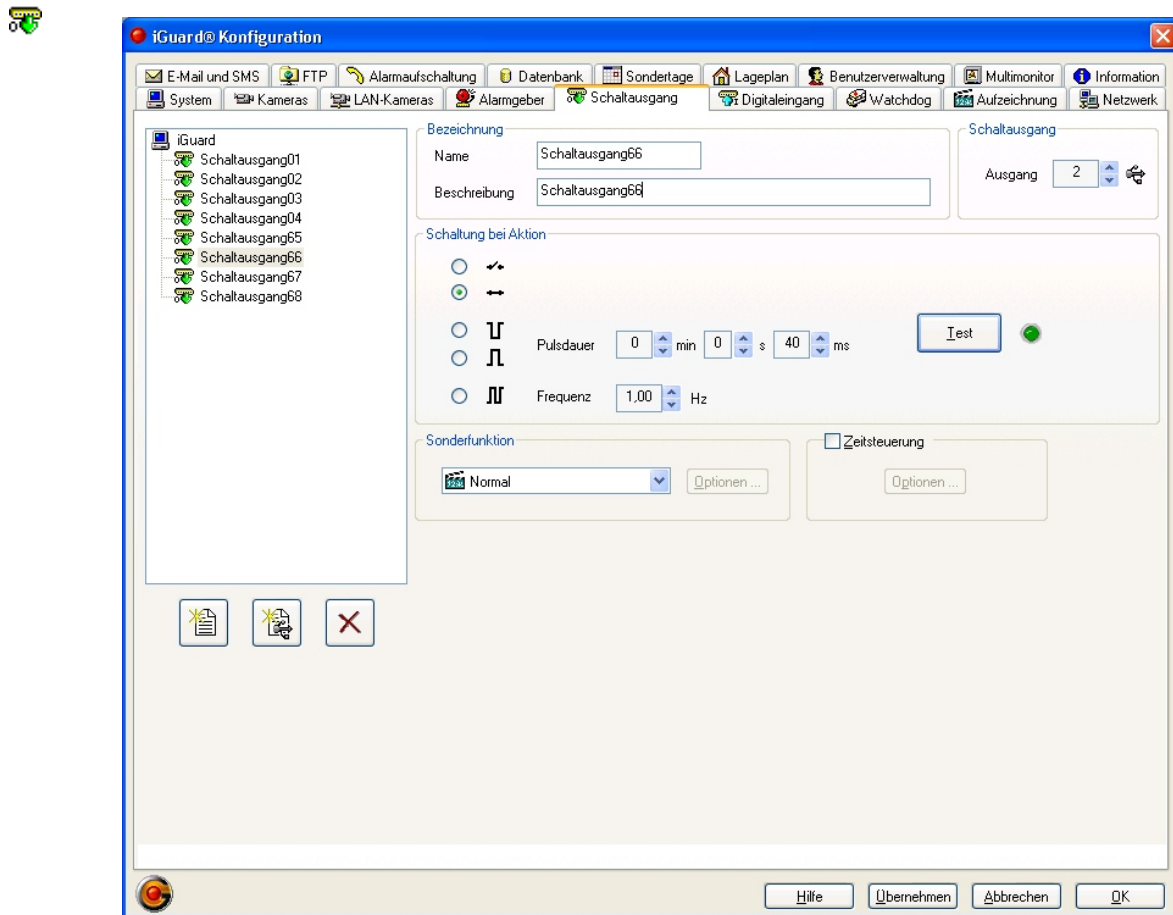 iGuard® Konfiguration
E-Mail und SMS FTP Alarmaufschaltung Datenbank Sondertage Lageplan Benutzerverwaltung Multimonitor Information
System Kameras LAN-Kameras Alarmgeber Schaltausgang Digitaleingang Watchdog Aufzeichnung Netzwerk
iGuard
Schaltausgang01
Schaltausgang02
Schaltausgang03
Schaltausgang04
Schaltausgang65
Schaltausgang66
Schaltausgang67
Schaltausgang68
Bezeichnung
Name Schaltausgang66
Beschreibung Schaltausgang66
Schaltausgang
Ausgang 2
Schaltung bei Aktion
Pulsdauer 0 min 0 s 40 ms
Test
Frequenz 1,00 Hz
Sonderfunktion
Normal Optionen ...
Zeitsteuerung
Optionen ...
Hilfe Übernehmen Abbrechen OK